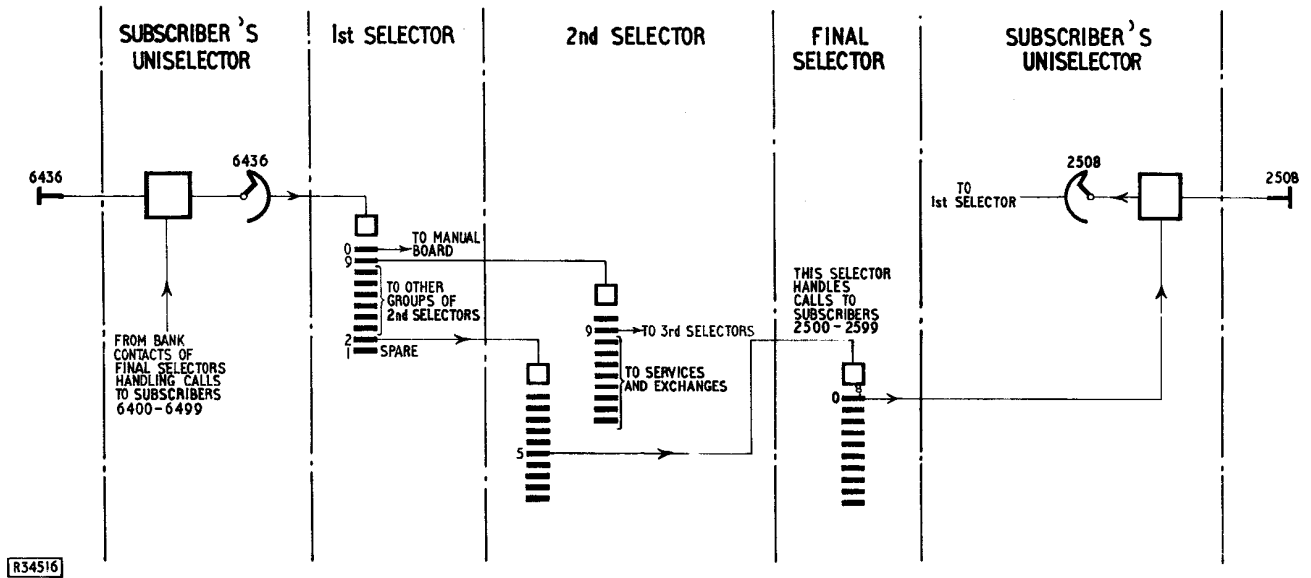 SUBSCRIBER'S
UNISELECTOR
1st SELECTOR
2nd SELECTOR
FINAL
SELECTOR
SUBSCRIBER'S
UNISELECTOR
6436
6436
2508
2508
TO
1st SELECTOR
0
TO MANUAL
BOARD
9
TO OTHER
GROUPS OF
2nd SELECTORS
2
1
SPARE
FROM BANK
CONTACTS OF
FINAL SELECTORS
HANDLING CALLS
TO SUBSCRIBERS
6400-6499
9
TO 3rd SELECTORS
TO SERVICES
AND EXCHANGES
5
THIS SELECTOR
HANDLES
CALLS TO
SUBSCRIBERS
2500-2599
8
0
R34516